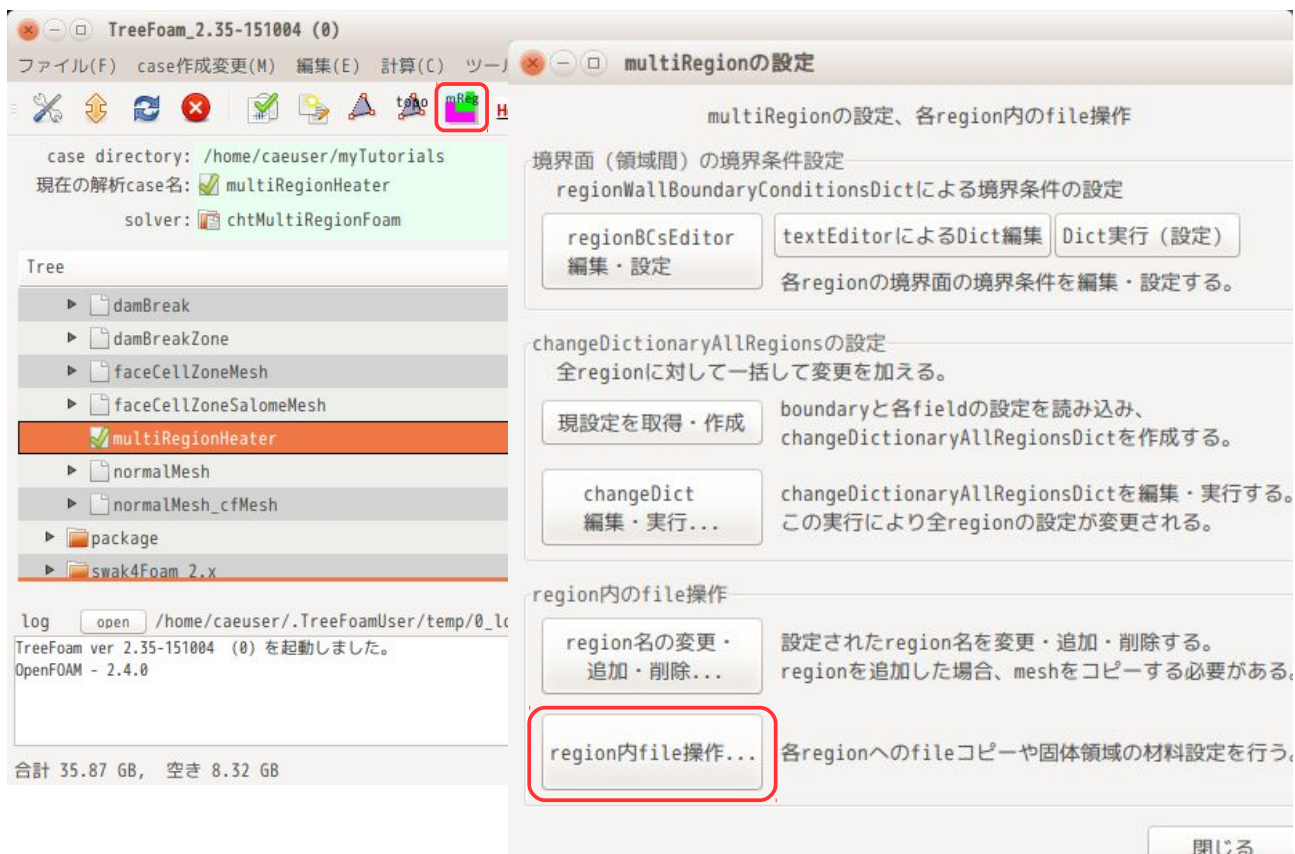 TreeFoam_2.35-151004 (0)
ファイル(F) case作成変更(M) 編集(E) 計算(C) ツー
topo
mReg
case directory: /home/caeuser/myTutorials
現在の解析case名: multiRegionHeater
solver: chtMultiRegionFoam
Tree
damBreak
damBreakZone
faceCellZoneMesh
faceCellZoneSalomeMesh
multiRegionHeater
normalMesh
normalMesh_cfMesh
package
swak4Foam_2.x
log open /home/caeuser/.TreeFoamUser/temp/0_lo
TreeFoam ver 2.35-151004 (0) を起動しました。
OpenFOAM - 2.4.0
合計 35.87 GB, 空き 8.32 GB
multiRegionの設定
multiRegionの設定、各region内のfile操作
境界面（領域間）の境界条件設定
regionWallBoundaryConditionsDictによる境界条件の設定
regionBCsEditor
編集・設定
textEditorによるDict編集 Dict実行（設定）
各regionの境界面の境界条件を編集・設定する。
changeDictionaryAllRegionsの設定
全regionに対して一括して変更を加える。
現設定を取得・作成
boundaryと各fieldの設定を読み込み、
changeDictionaryAllRegionsDictを作成する。
changeDict
編集・実行...
changeDictionaryAllRegionsDictを編集・実行する。
この実行により全regionの設定が変更される。
region内のfile操作
region名の変更・
追加・削除...
設定されたregion名を変更・追加・削除する。
regionを追加した場合、meshをコピーする必要がある。
region内file操作...
各regionへのfileコピーや固体領域の材料設定を行う。
閉じる